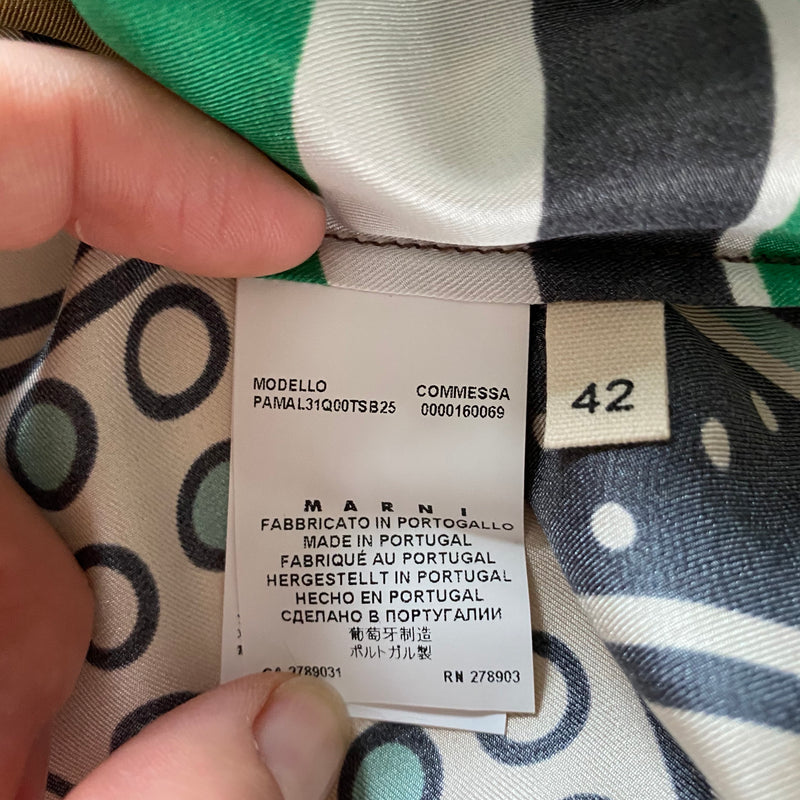 MODELLO
PAMAL31Q00TSB25
COMMESSA
0000160069
42
MARNI
FABBRICATO IN PORTOGALLO
MADE IN PORTUGAL
FABRIQUÉ AU PORTUGAL
HERGESTELLT IN PORTUGAL
HECHO EN PORTUGAL
СДЕЛАНО В ПОРТУГАЛИИ
葡萄牙制造
ポルトガル製
CA 2789031
RN 278903